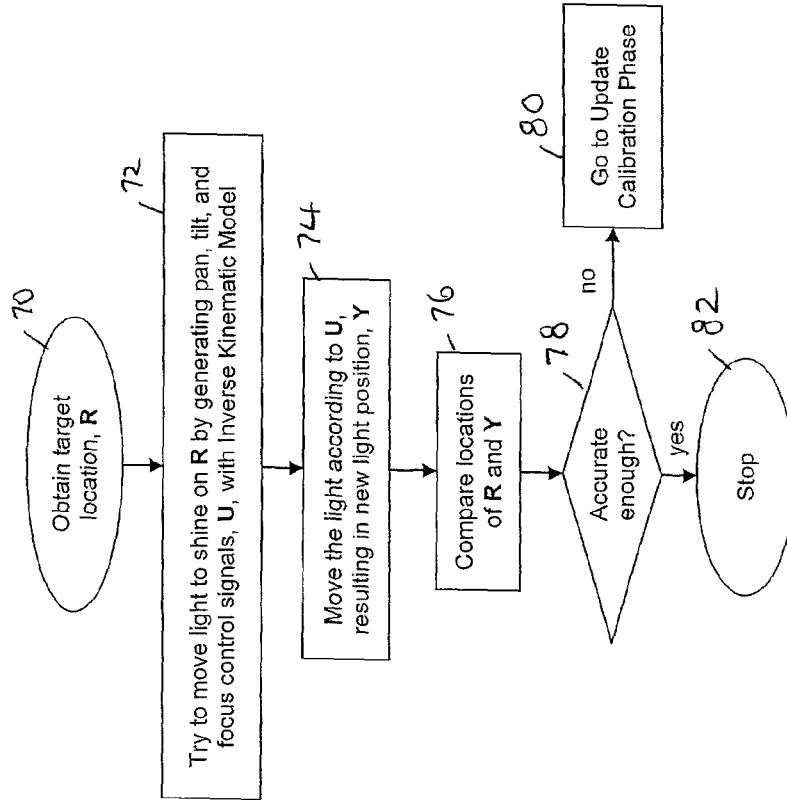 70
Obtain target
location, R
72
Try to move light to shine on R by generating pan, tilt, and
focus control signals, U, with Inverse Kinematic Model
74
Move the light according to U,
resulting in new light position, Y
76
Compare locations
of R and Y
78
Accurate
enough?
no
80
Go to Update
Calibration Phase
yes
82
Stop